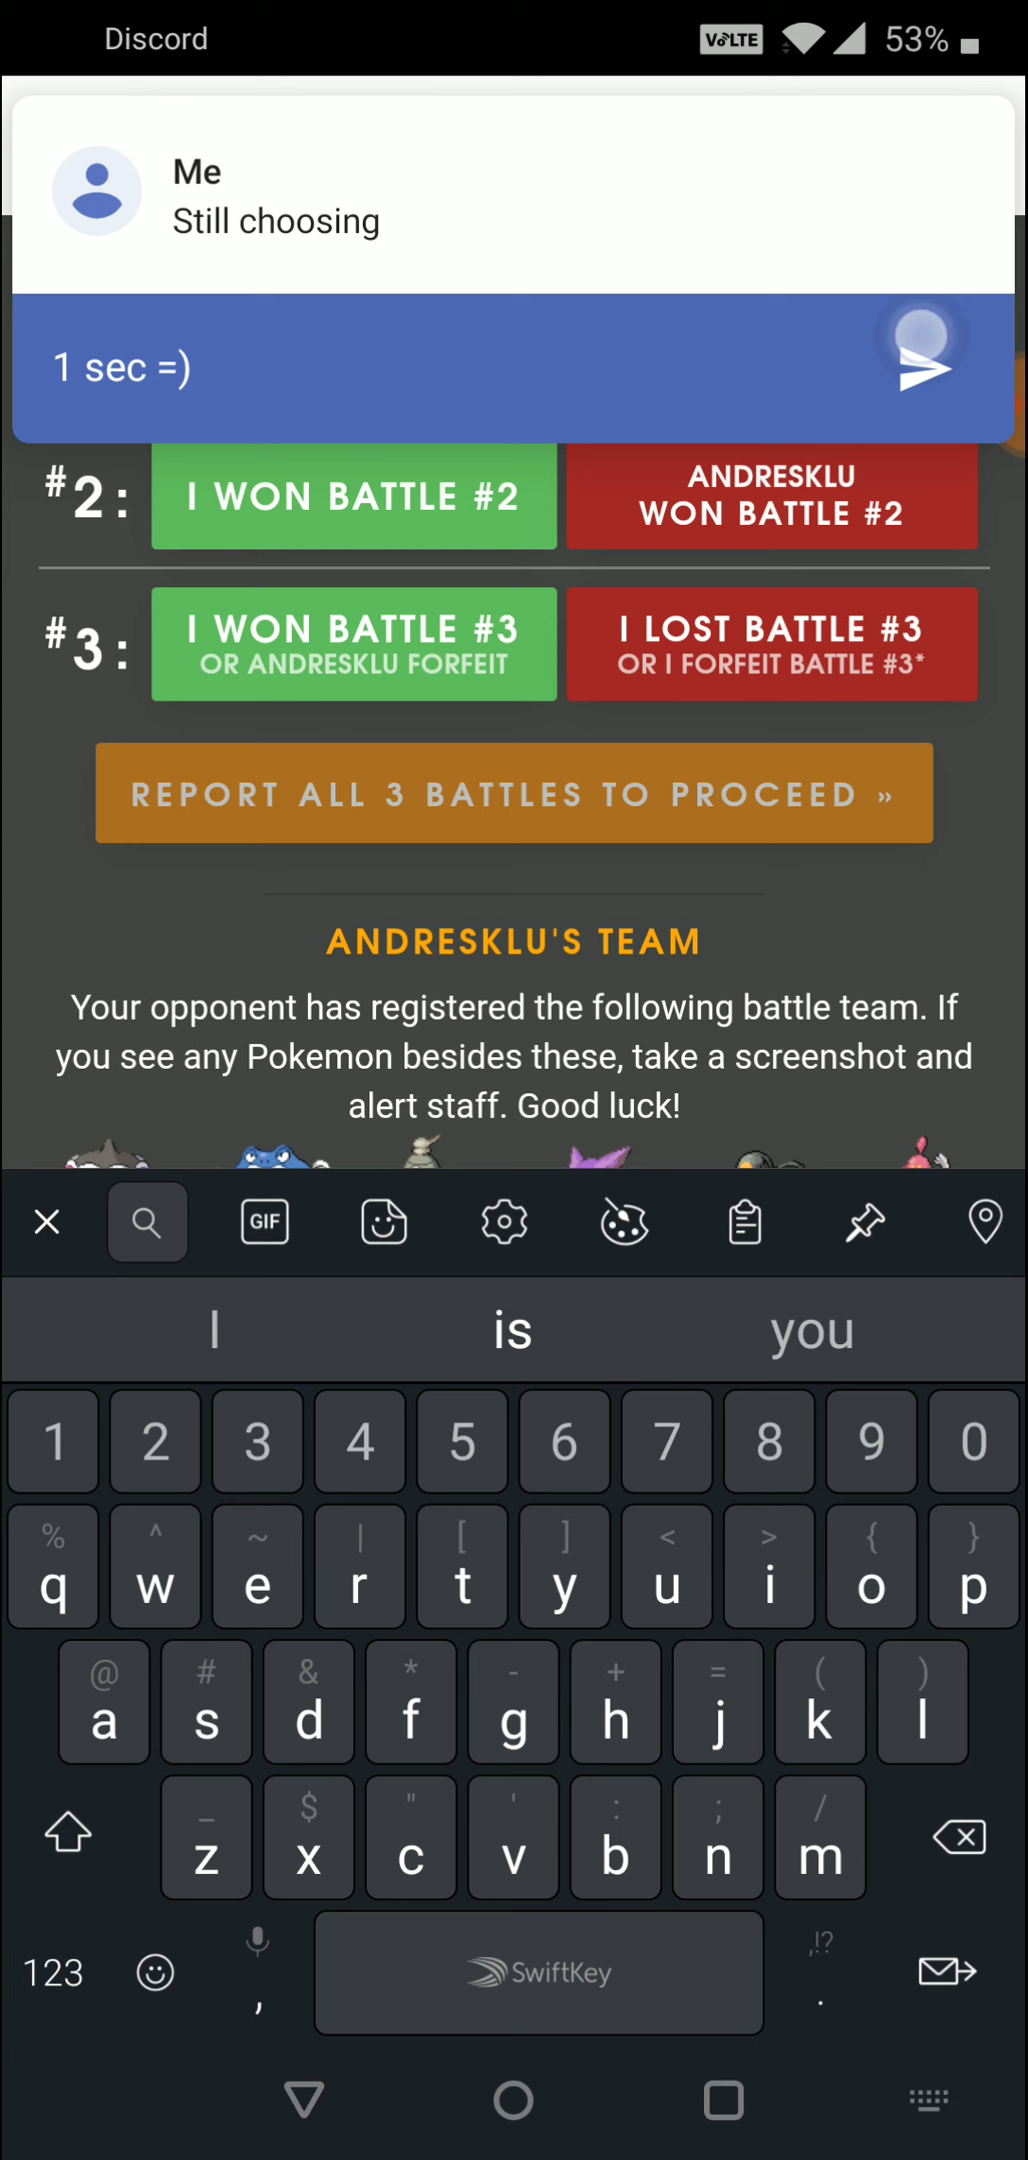 Discord
VoLTE
53%
Me
Still choosing
1 sec =)
#2:
I WON BATTLE #2
ANDRESKLU
WON BATTLE #2
#3:
I WON BATTLE #3
OR ANDRESKLU FORFEIT
I LOST BATTLE #3
OR I FORFEIT BATTLE #3*
REPORT ALL 3 BATTLES TO PROCEED »
ANDRESKLU'S TEAM
Your opponent has registered the following battle team. If
you see any Pokemon besides these, take a screenshot and
alert staff. Good luck!
GIF
I is you
1 2 3 4 5 6 7 8 9 0
% ^ ~ | [ ] < > { }
q w e r t y u i o p
@ # & * - + = ( )
a s d f g h j k l
_ $ " ' : ; /
z x c v b n m
,!?
123 , SwiftKey .